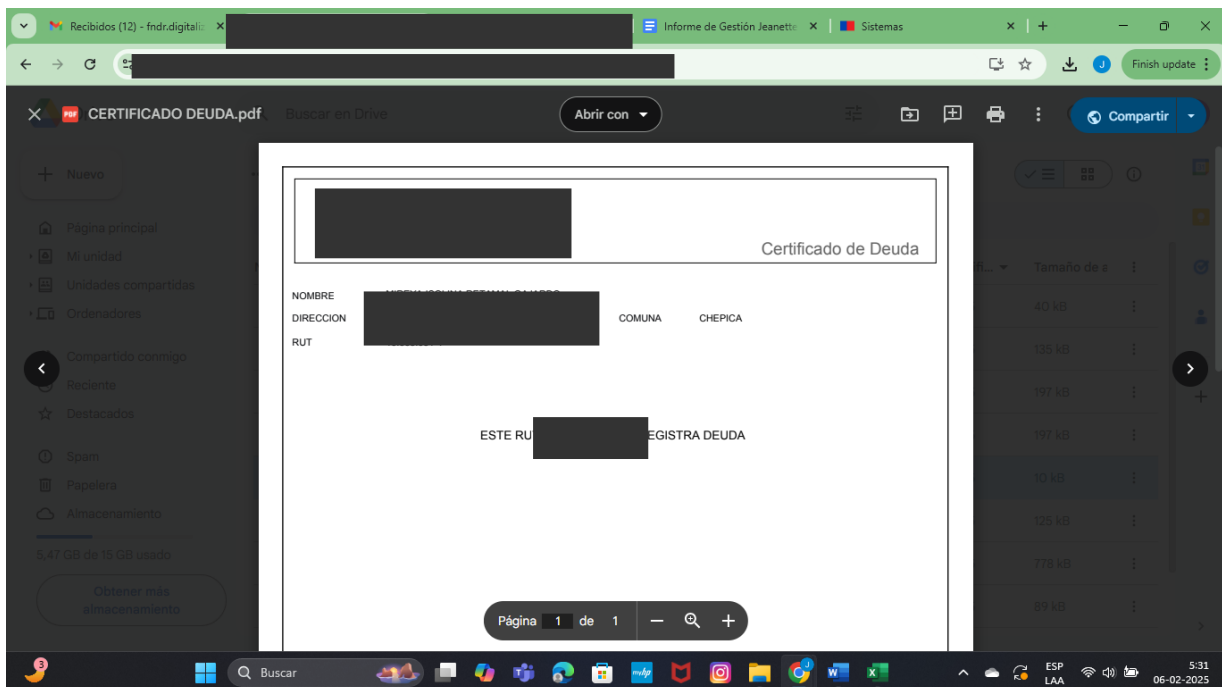 Recibidos (12) - fndr.digitaliz
Informe de Gestión Jeanette
Sistemas
Finish update
CERTIFICADO DEUDA.pdf
Buscar en Drive
Abrir con
Compartir
Nuevo
Página principal
Mi unidad
Unidades compartidas
Ordenadores
Compartido conmigo
Reciente
Destacados
Spam
Papelera
Almacenamiento
5,47 GB de 15 GB usado
Obtener más
almacenamiento
Certificado de Deuda
NOMBRE
DIRECCION
COMUNA CHEPICA
RUT
ESTE RU EGISTRA DEUDA
Tamaño de a
40 kB
135 kB
197 kB
197 kB
10 kB
125 kB
778 kB
89 kB
Página 1 de 1
3
Buscar
ESP
LAA
5:31
06-02-2025